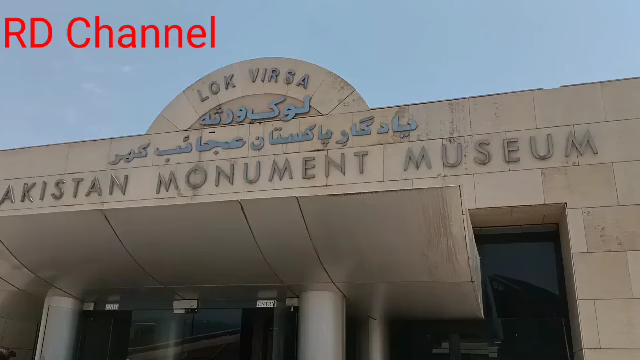 RD Channel
LOK VIRSA
لوک ورثہ
یادگارِ پاکستان عجائب گھر
AKISTAN MONUMENT MUSEUM